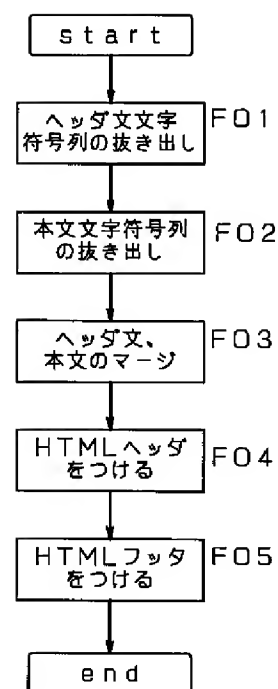 start
ヘッダ文文字
符号列の抜き出し
F01
本文文字符号列
の抜き出し
F02
ヘッダ文、
本文のマージ
F03
HTMLヘッダ
をつける
F04
HTMLフッタ
をつける
F05
end